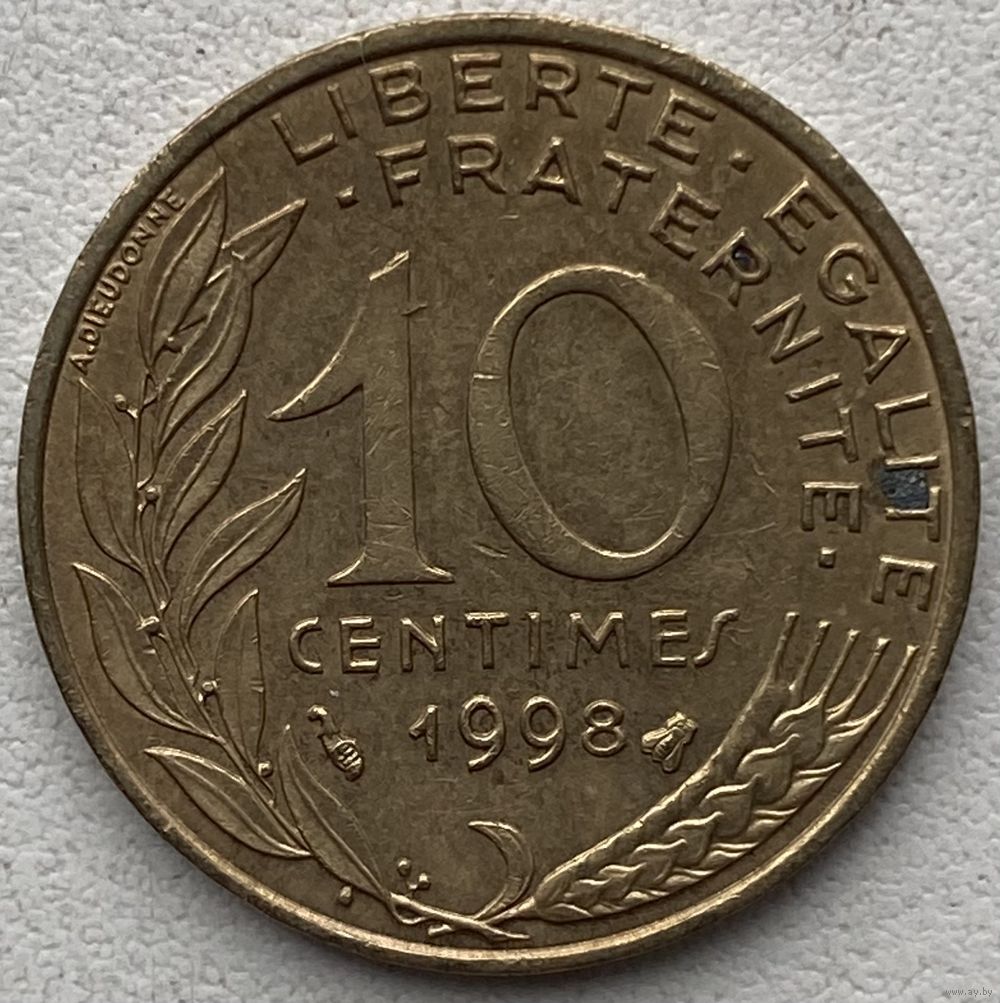 LIBERTE · EGALITE
· FRATERNITE ·
A.DIEUDONNE
10
CENTIMES
1998
www.ay.by